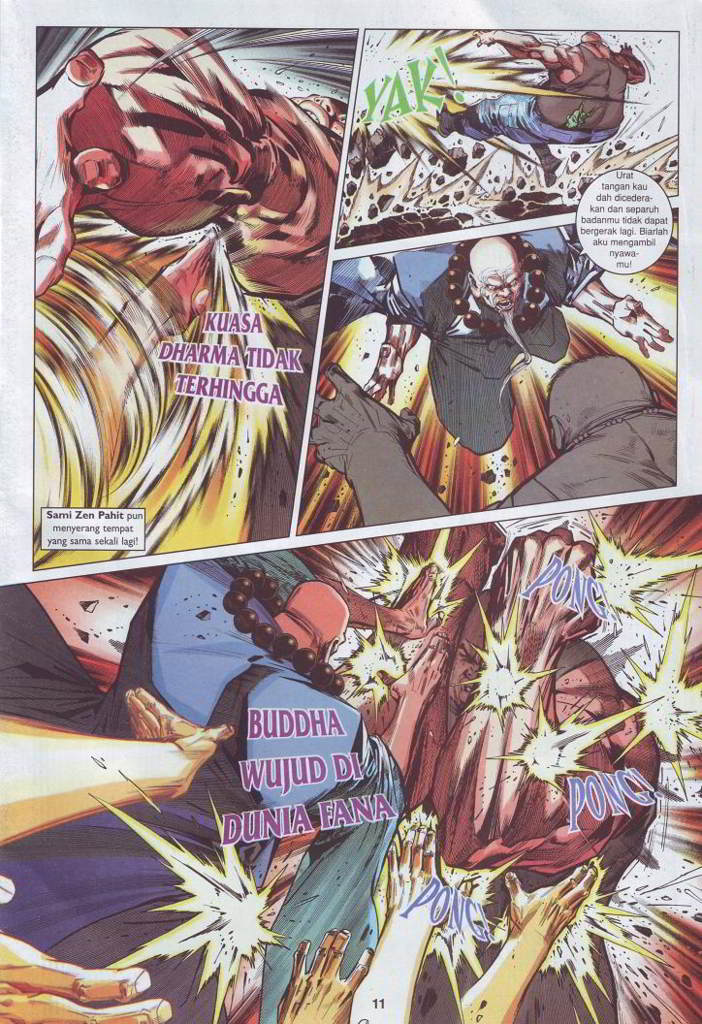 KUASA
DHARMA TIDAK
TERHINGGA
Sami Zen Pahit pun
menyerang tempat
yang sama sekali lagi!
YAK!
Urat
tangan kau
dah dicedera-
kan dan separuh
badanmu tidak dapat
bergerak lagi. Biarlah
aku mengambil
nyawa-
mu!
PONG!
BUDDHA
WUJUD DI
DUNIA FANA
PONG!
PONG!
11